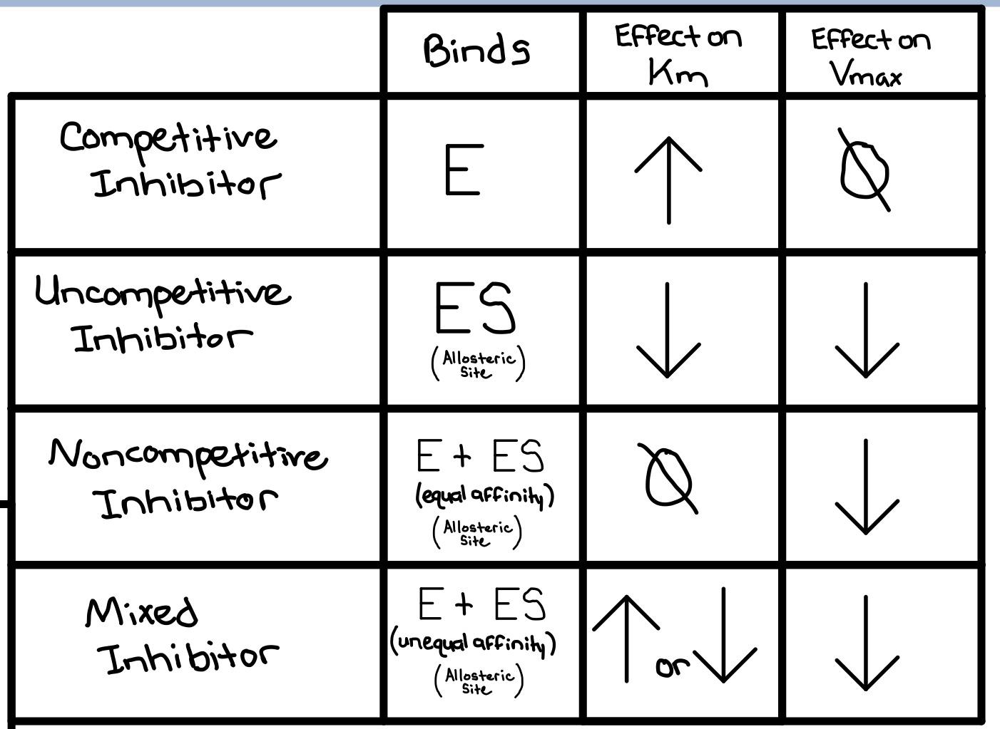 Binds
Effect on
Km
Effect on
Vmax
Competitive
Inhibitor
E
↑
Ø
Uncompetitive
Inhibitor
ES
(Allosteric
Site)
↓
↓
Noncompetitive
Inhibitor
E + ES
(equal affinity)
(Allosteric
Site)
Ø
↓
Mixed
Inhibitor
E + ES
(unequal affinity)
(Allosteric
Site)
↑ or ↓
↓